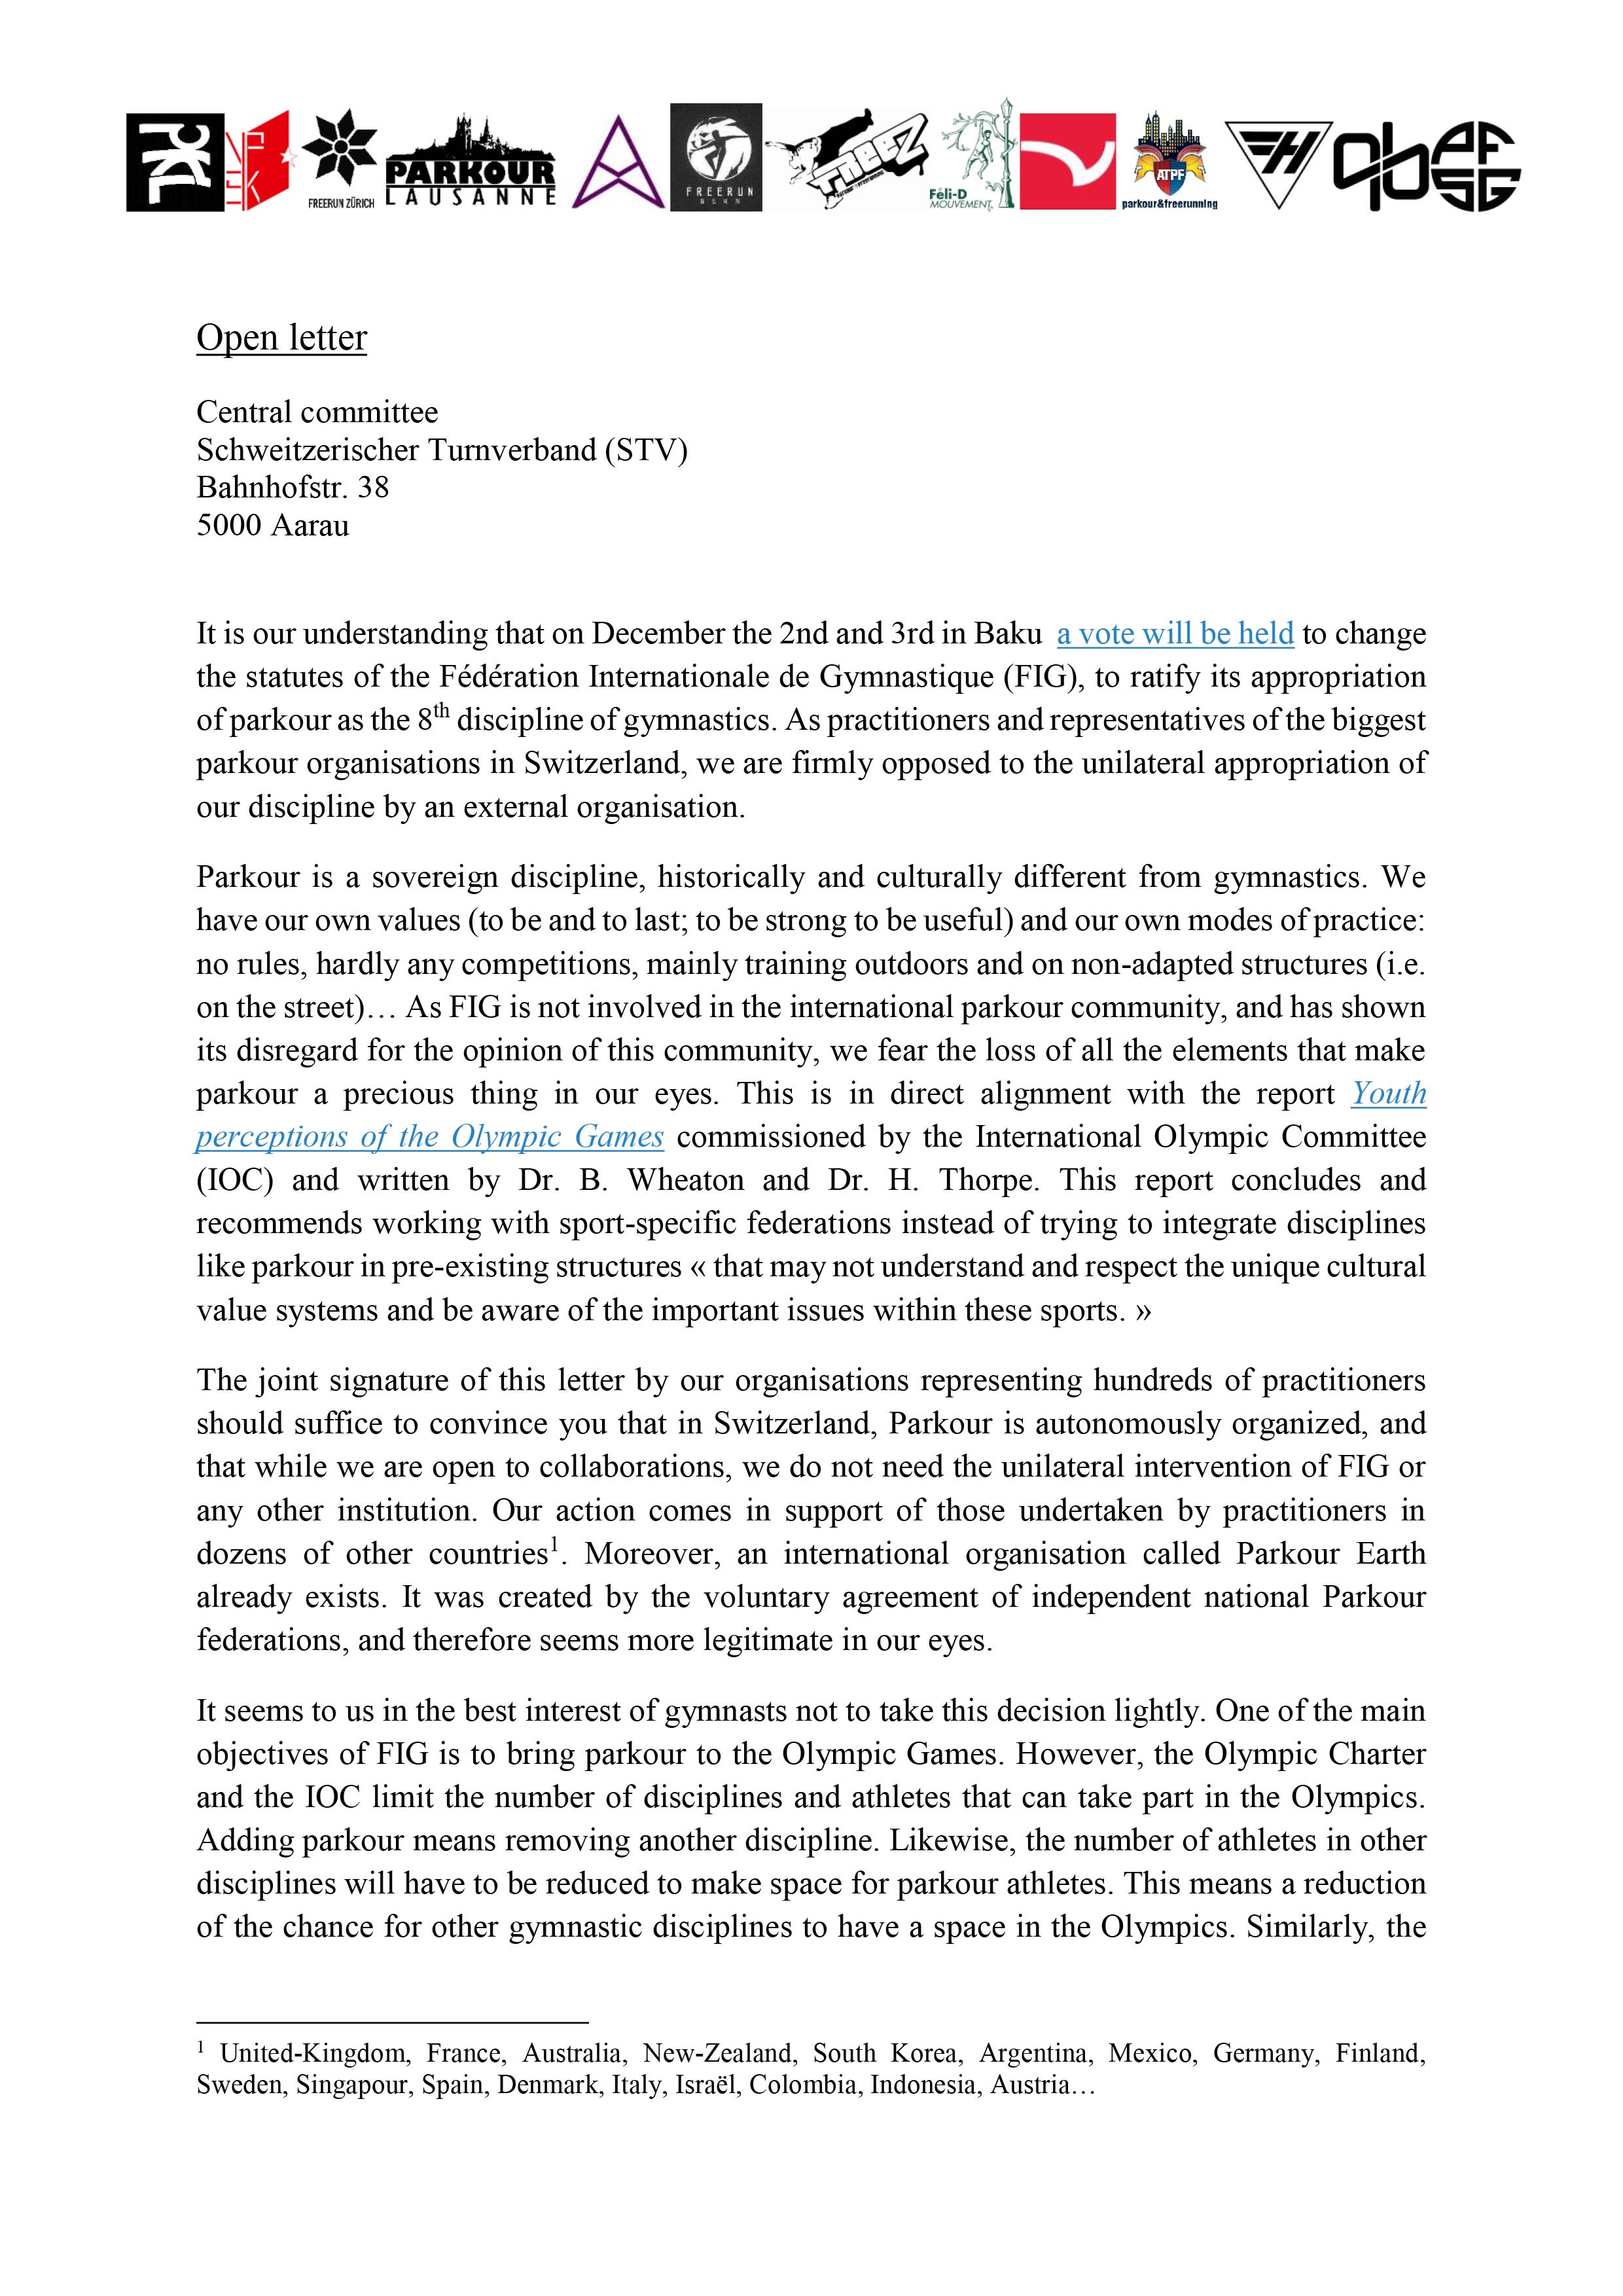 PKL
FREERUN ZÜRICH
PARKOUR
LAUSANNE
FREERUN
BERN
FREEZ
Féli-D
MOUVEMENT
ATPF
parkour&freerunning
Open letter
Central committee
Schweitzerischer Turnverband (STV)
Bahnhofstr. 38
5000 Aarau
It is our understanding that on December the 2nd and 3rd in Baku a vote will be held to change
the statutes of the Fédération Internationale de Gymnastique (FIG), to ratify its appropriation
of parkour as the 8th discipline of gymnastics. As practitioners and representatives of the biggest
parkour organisations in Switzerland, we are firmly opposed to the unilateral appropriation of
our discipline by an external organisation.
Parkour is a sovereign discipline, historically and culturally different from gymnastics. We
have our own values (to be and to last; to be strong to be useful) and our own modes of practice:
no rules, hardly any competitions, mainly training outdoors and on non-adapted structures (i.e.
on the street)… As FIG is not involved in the international parkour community, and has shown
its disregard for the opinion of this community, we fear the loss of all the elements that make
parkour a precious thing in our eyes. This is in direct alignment with the report Youth
perceptions of the Olympic Games commissioned by the International Olympic Committee
(IOC) and written by Dr. B. Wheaton and Dr. H. Thorpe. This report concludes and
recommends working with sport-specific federations instead of trying to integrate disciplines
like parkour in pre-existing structures « that may not understand and respect the unique cultural
value systems and be aware of the important issues within these sports. »
The joint signature of this letter by our organisations representing hundreds of practitioners
should suffice to convince you that in Switzerland, Parkour is autonomously organized, and
that while we are open to collaborations, we do not need the unilateral intervention of FIG or
any other institution. Our action comes in support of those undertaken by practitioners in
dozens of other countries1. Moreover, an international organisation called Parkour Earth
already exists. It was created by the voluntary agreement of independent national Parkour
federations, and therefore seems more legitimate in our eyes.
It seems to us in the best interest of gymnasts not to take this decision lightly. One of the main
objectives of FIG is to bring parkour to the Olympic Games. However, the Olympic Charter
and the IOC limit the number of disciplines and athletes that can take part in the Olympics.
Adding parkour means removing another discipline. Likewise, the number of athletes in other
disciplines will have to be reduced to make space for parkour athletes. This means a reduction
of the chance for other gymnastic disciplines to have a space in the Olympics. Similarly, the
1 United-Kingdom, France, Australia, New-Zealand, South Korea, Argentina, Mexico, Germany, Finland,
Sweden, Singapour, Spain, Denmark, Italy, Israël, Colombia, Indonesia, Austria…